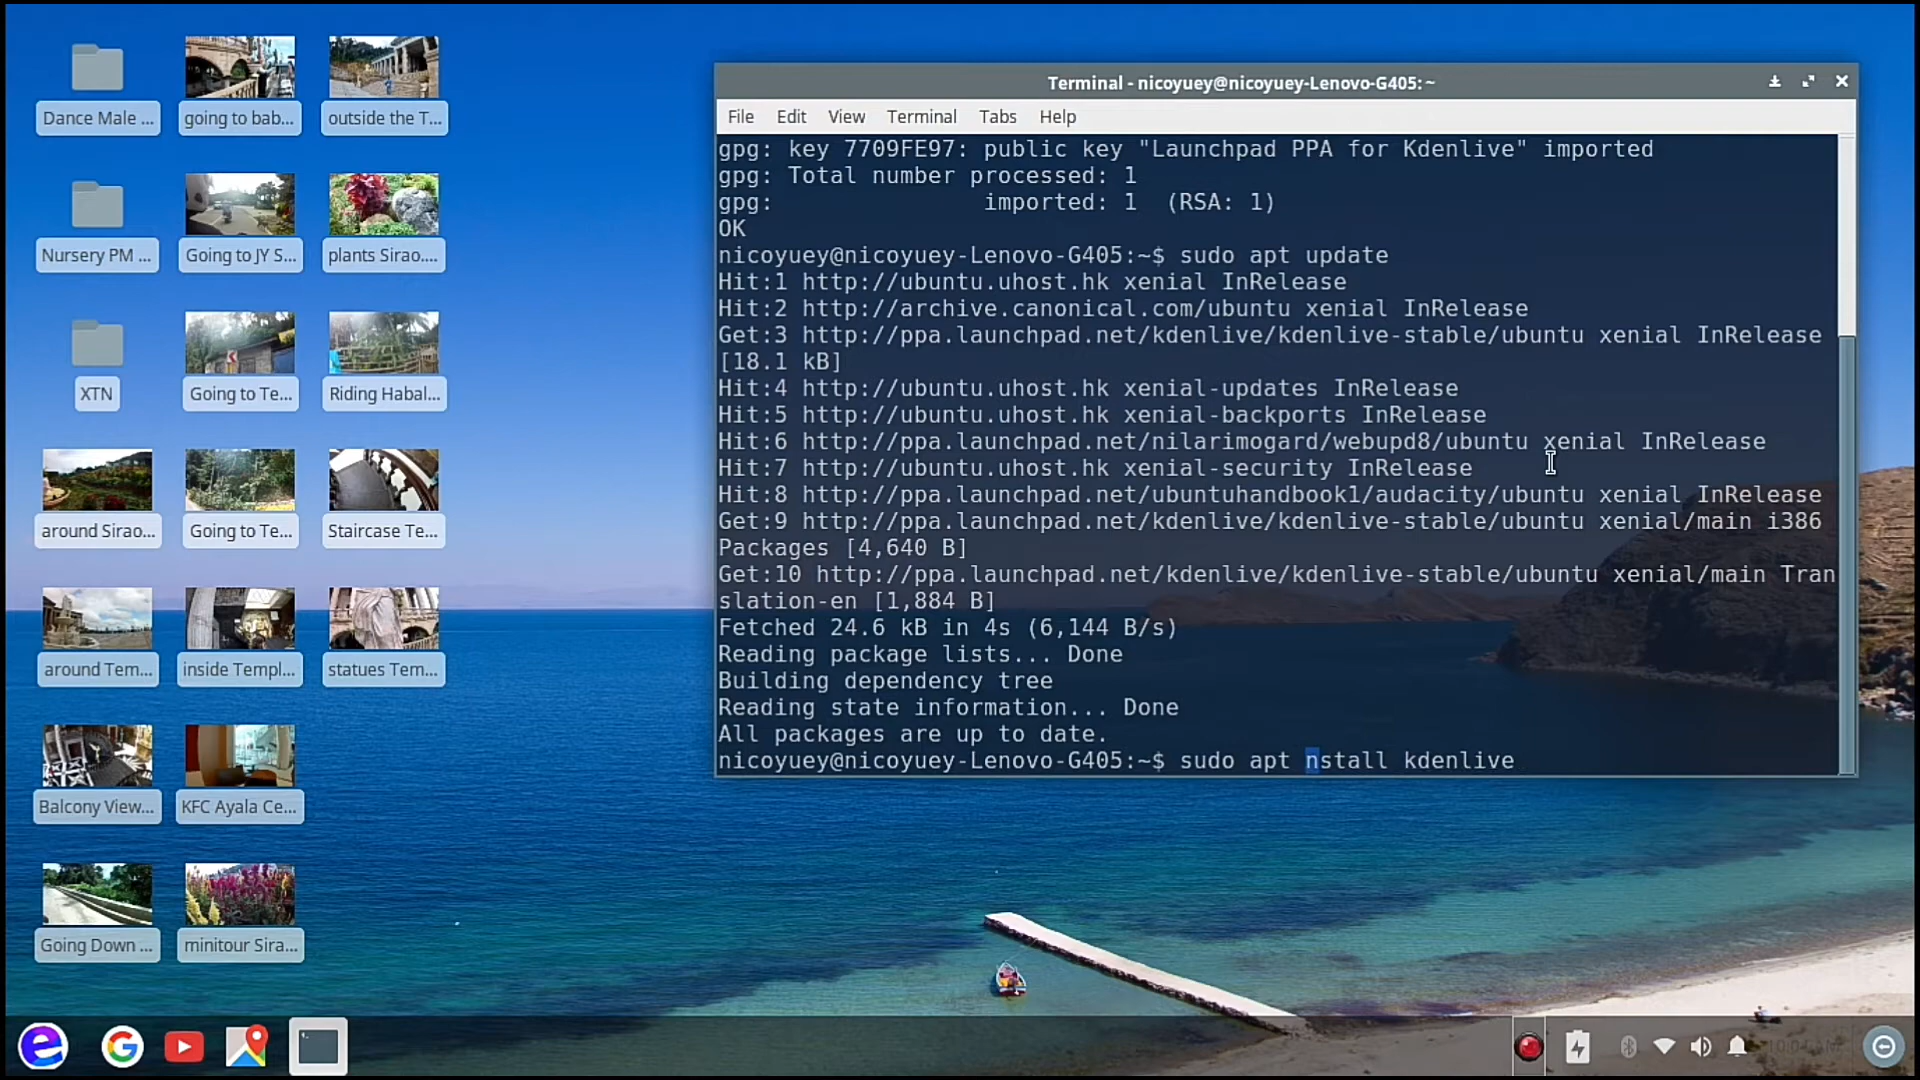 Dance Male ...
going to bab...
outside the T...
Nursery PM ...
Going to JY S...
plants Sirao....
XTN
Going to Te...
Riding Habal...
around Sirao...
Going to Te...
Staircase Te...
around Tem...
inside Templ...
statues Tem...
Balcony View...
KFC Ayala Ce...
Going Down ...
minitour Sira...
Terminal - nicoyuey@nicoyuey-Lenovo-G405: ~
File Edit View Terminal Tabs Help
gpg: key 7709FE97: public key "Launchpad PPA for Kdenlive" imported
gpg: Total number processed: 1
gpg:               imported: 1  (RSA: 1)
OK
nicoyuey@nicoyuey-Lenovo-G405:~$ sudo apt update
Hit:1 http://ubuntu.uhost.hk xenial InRelease
Hit:2 http://archive.canonical.com/ubuntu xenial InRelease
Get:3 http://ppa.launchpad.net/kdenlive/kdenlive-stable/ubuntu xenial InRelease
[18.1 kB]
Hit:4 http://ubuntu.uhost.hk xenial-updates InRelease
Hit:5 http://ubuntu.uhost.hk xenial-backports InRelease
Hit:6 http://ppa.launchpad.net/nilarimogard/webupd8/ubuntu xenial InRelease
Hit:7 http://ubuntu.uhost.hk xenial-security InRelease
Hit:8 http://ppa.launchpad.net/ubuntuhandbook1/audacity/ubuntu xenial InRelease
Get:9 http://ppa.launchpad.net/kdenlive/kdenlive-stable/ubuntu xenial/main i386
Packages [4,640 B]
Get:10 http://ppa.launchpad.net/kdenlive/kdenlive-stable/ubuntu xenial/main Tran
slation-en [1,884 B]
Fetched 24.6 kB in 4s (6,144 B/s)
Reading package lists... Done
Building dependency tree
Reading state information... Done
All packages are up to date.
nicoyuey@nicoyuey-Lenovo-G405:~$ sudo apt nstall kdenlive